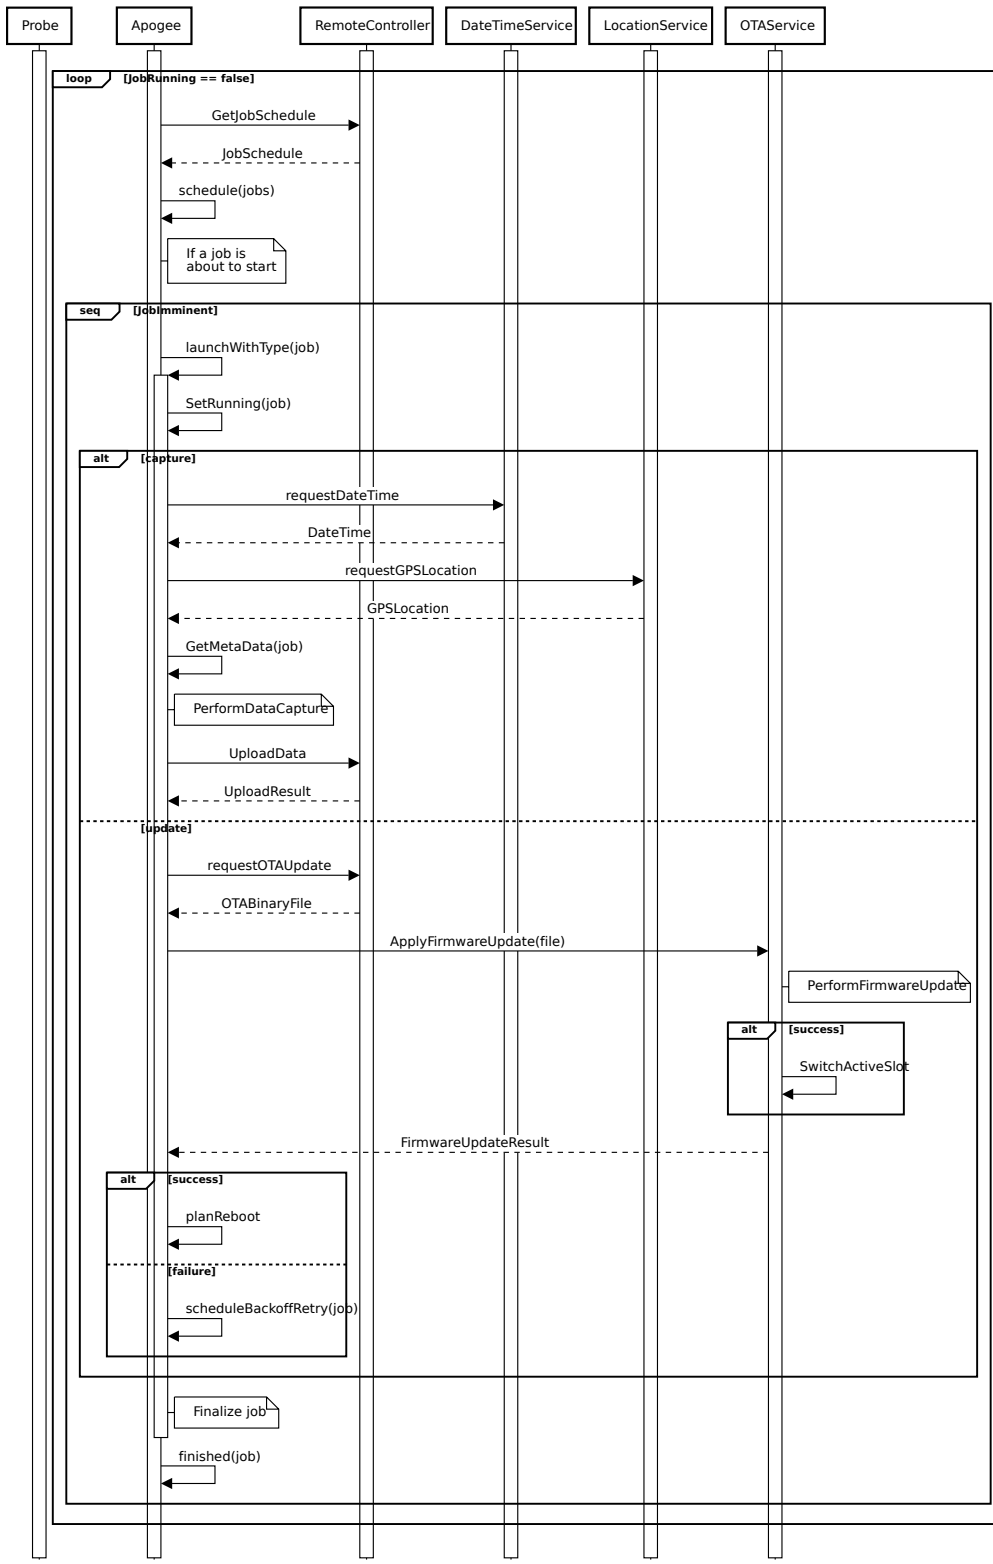 Probe
Apogee
RemoteController
DateTimeService
LocationService
OTAService
loop
[JobRunning == false]
GetJobSchedule
JobSchedule
schedule(jobs)
If a job is
about to start
seq
[JobImminent]
launchWithType(job)
SetRunning(job)
alt
[capture]
requestDateTime
DateTime
requestGPSLocation
GPSLocation
GetMetaData(job)
PerformDataCapture
UploadData
UploadResult
[update]
requestOTAUpdate
OTABinaryFile
ApplyFirmwareUpdate(file)
PerformFirmwareUpdate
alt
[success]
SwitchActiveSlot
FirmwareUpdateResult
alt
[success]
planReboot
[failure]
scheduleBackoffRetry(job)
Finalize job
finished(job)